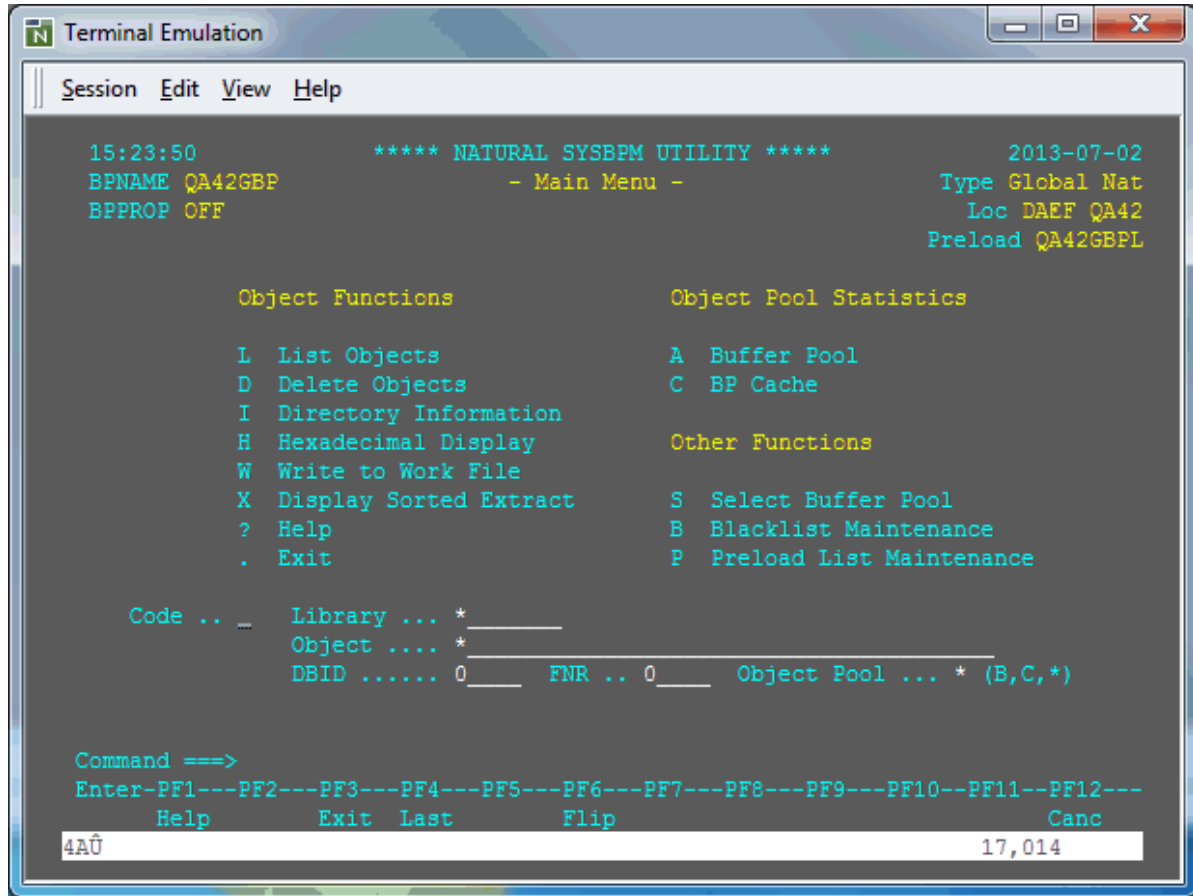 Terminal Emulation
Session Edit View Help
15:23:50 ***** NATURAL SYSBPM UTILITY ***** 2013-07-02
BPNAME QA42GBP - Main Menu - Type Global Nat
BPPROP OFF Loc DAEF QA42
Preload QA42GBPL
Object Functions Object Pool Statistics
L List Objects A Buffer Pool
D Delete Objects C BP Cache
I Directory Information
H Hexadecimal Display Other Functions
W Write to Work File
X Display Sorted Extract S Select Buffer Pool
? Help B Blacklist Maintenance
. Exit P Preload List Maintenance
Code .. _ Library ... *_______
Object .... *________________________________________
DBID ...... 0____ FNR .. 0____ Object Pool ... * (B,C,*)
Command ===>
Enter-PF1---PF2---PF3---PF4---PF5---PF6---PF7---PF8---PF9---PF10--PF11--PF12---
Help Exit Last Flip Canc
4AÛ 17,014